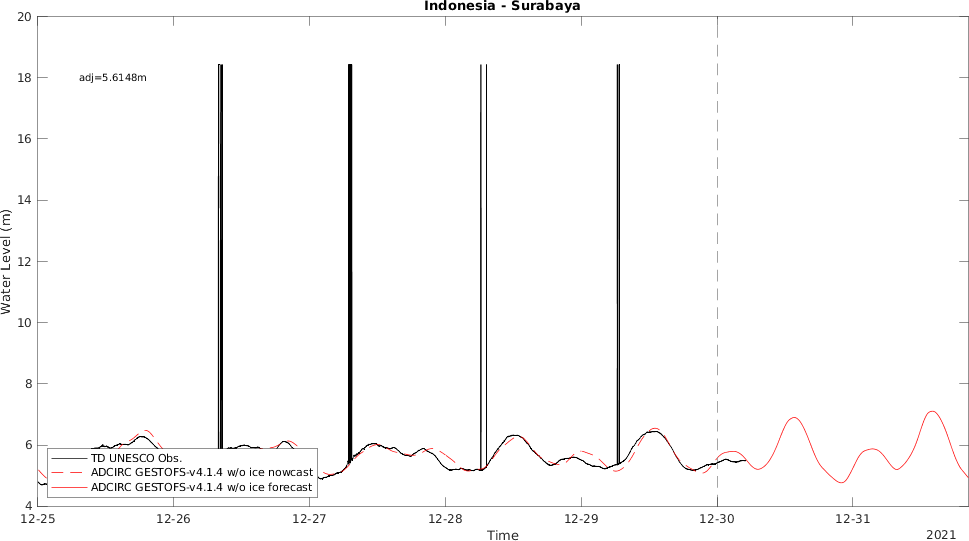 Indonesia - Surabaya
20
18
16
14
12
10
8
6
4
Water Level (m)
adj=5.6148m
TD UNESCO Obs.
ADCIRC GESTOFS-v4.1.4 w/o ice nowcast
ADCIRC GESTOFS-v4.1.4 w/o ice forecast
12-25 12-26 12-27 12-28 12-29 12-30 12-31
Time
2021